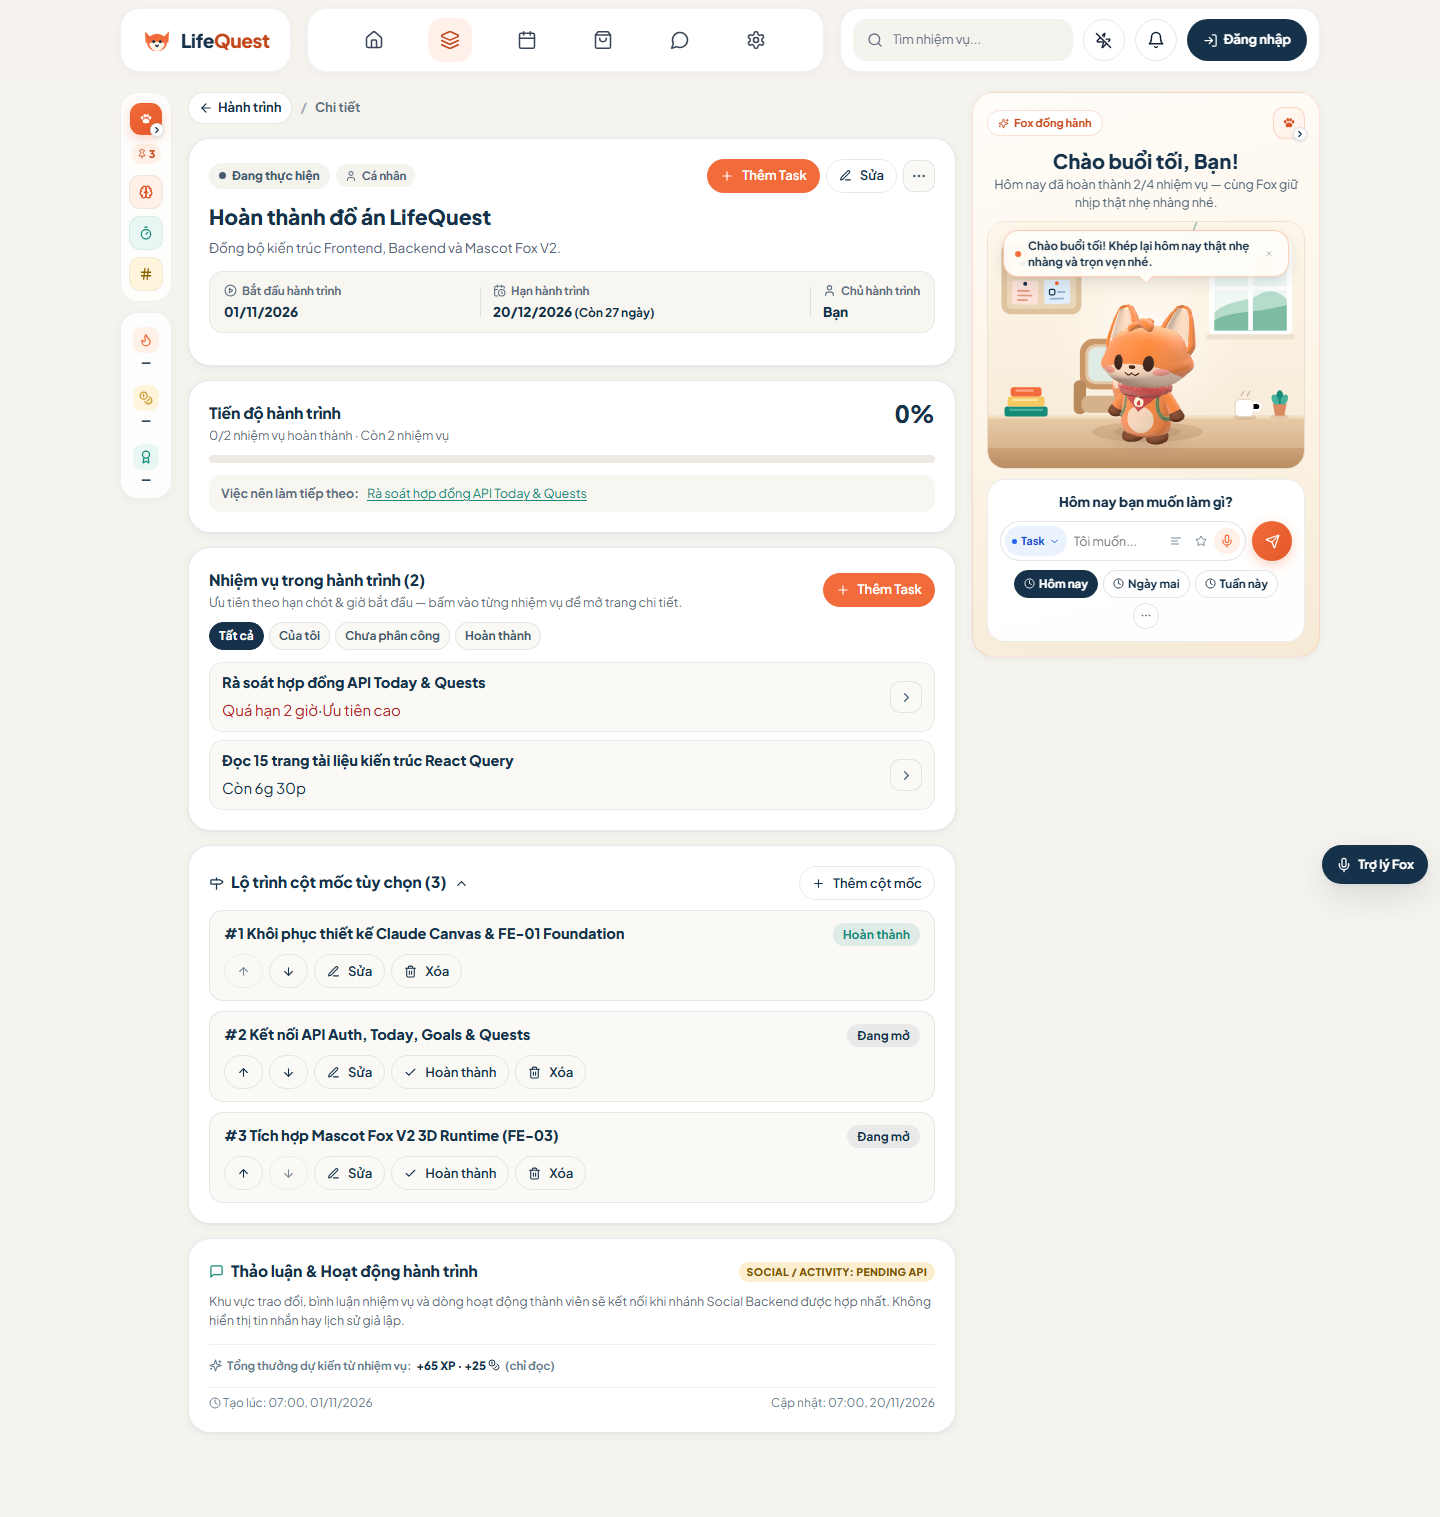 LifeQuest
Tìm nhiệm vụ...
Đăng nhập
3
Hành trình / Chi tiết
Đang thực hiện
Cá nhân
Thêm Task
Sửa
Hoàn thành đồ án LifeQuest
Đồng bộ kiến trúc Frontend, Backend và Mascot Fox V2.
Bắt đầu hành trình
01/11/2026
Hạn hành trình
20/12/2026 (Còn 27 ngày)
Chủ hành trình
Bạn
Tiến độ hành trình
0%
0/2 nhiệm vụ hoàn thành · Còn 2 nhiệm vụ
Việc nên làm tiếp theo: Rà soát hợp đồng API Today & Quests
Nhiệm vụ trong hành trình (2)
Ưu tiên theo hạn chót & giờ bắt đầu — bấm vào từng nhiệm vụ để mở trang chi tiết.
Thêm Task
Tất cả
Của tôi
Chưa phân công
Hoàn thành
Rà soát hợp đồng API Today & Quests
Quá hạn 2 giờ·Ưu tiên cao
Đọc 15 trang tài liệu kiến trúc React Query
Còn 6g 30p
Lộ trình cột mốc tùy chọn (3)
Thêm cột mốc
#1 Khôi phục thiết kế Claude Canvas & FE-01 Foundation
Hoàn thành
Sửa
Xóa
#2 Kết nối API Auth, Today, Goals & Quests
Đang mở
Sửa
Hoàn thành
Xóa
#3 Tích hợp Mascot Fox V2 3D Runtime (FE-03)
Đang mở
Sửa
Hoàn thành
Xóa
Thảo luận & Hoạt động hành trình
SOCIAL / ACTIVITY: PENDING API
Khu vực trao đổi, bình luận nhiệm vụ và dòng hoạt động thành viên sẽ kết nối khi nhánh Social Backend được hợp nhất. Không
hiển thị tin nhắn hay lịch sử giả lập.
Tổng thưởng dự kiến từ nhiệm vụ: +65 XP · +25 (chỉ đọc)
Tạo lúc: 07:00, 01/11/2026
Cập nhật: 07:00, 20/11/2026
Fox đồng hành
Chào buổi tối, Bạn!
Hôm nay đã hoàn thành 2/4 nhiệm vụ — cùng Fox giữ
nhịp thật nhẹ nhàng nhé.
Chào buổi tối! Khép lại hôm nay thật nhẹ
nhàng và trọn vẹn nhé.
×
Hôm nay bạn muốn làm gì?
Task
Tôi muốn...
Hôm nay
Ngày mai
Tuần này
Trợ lý Fox